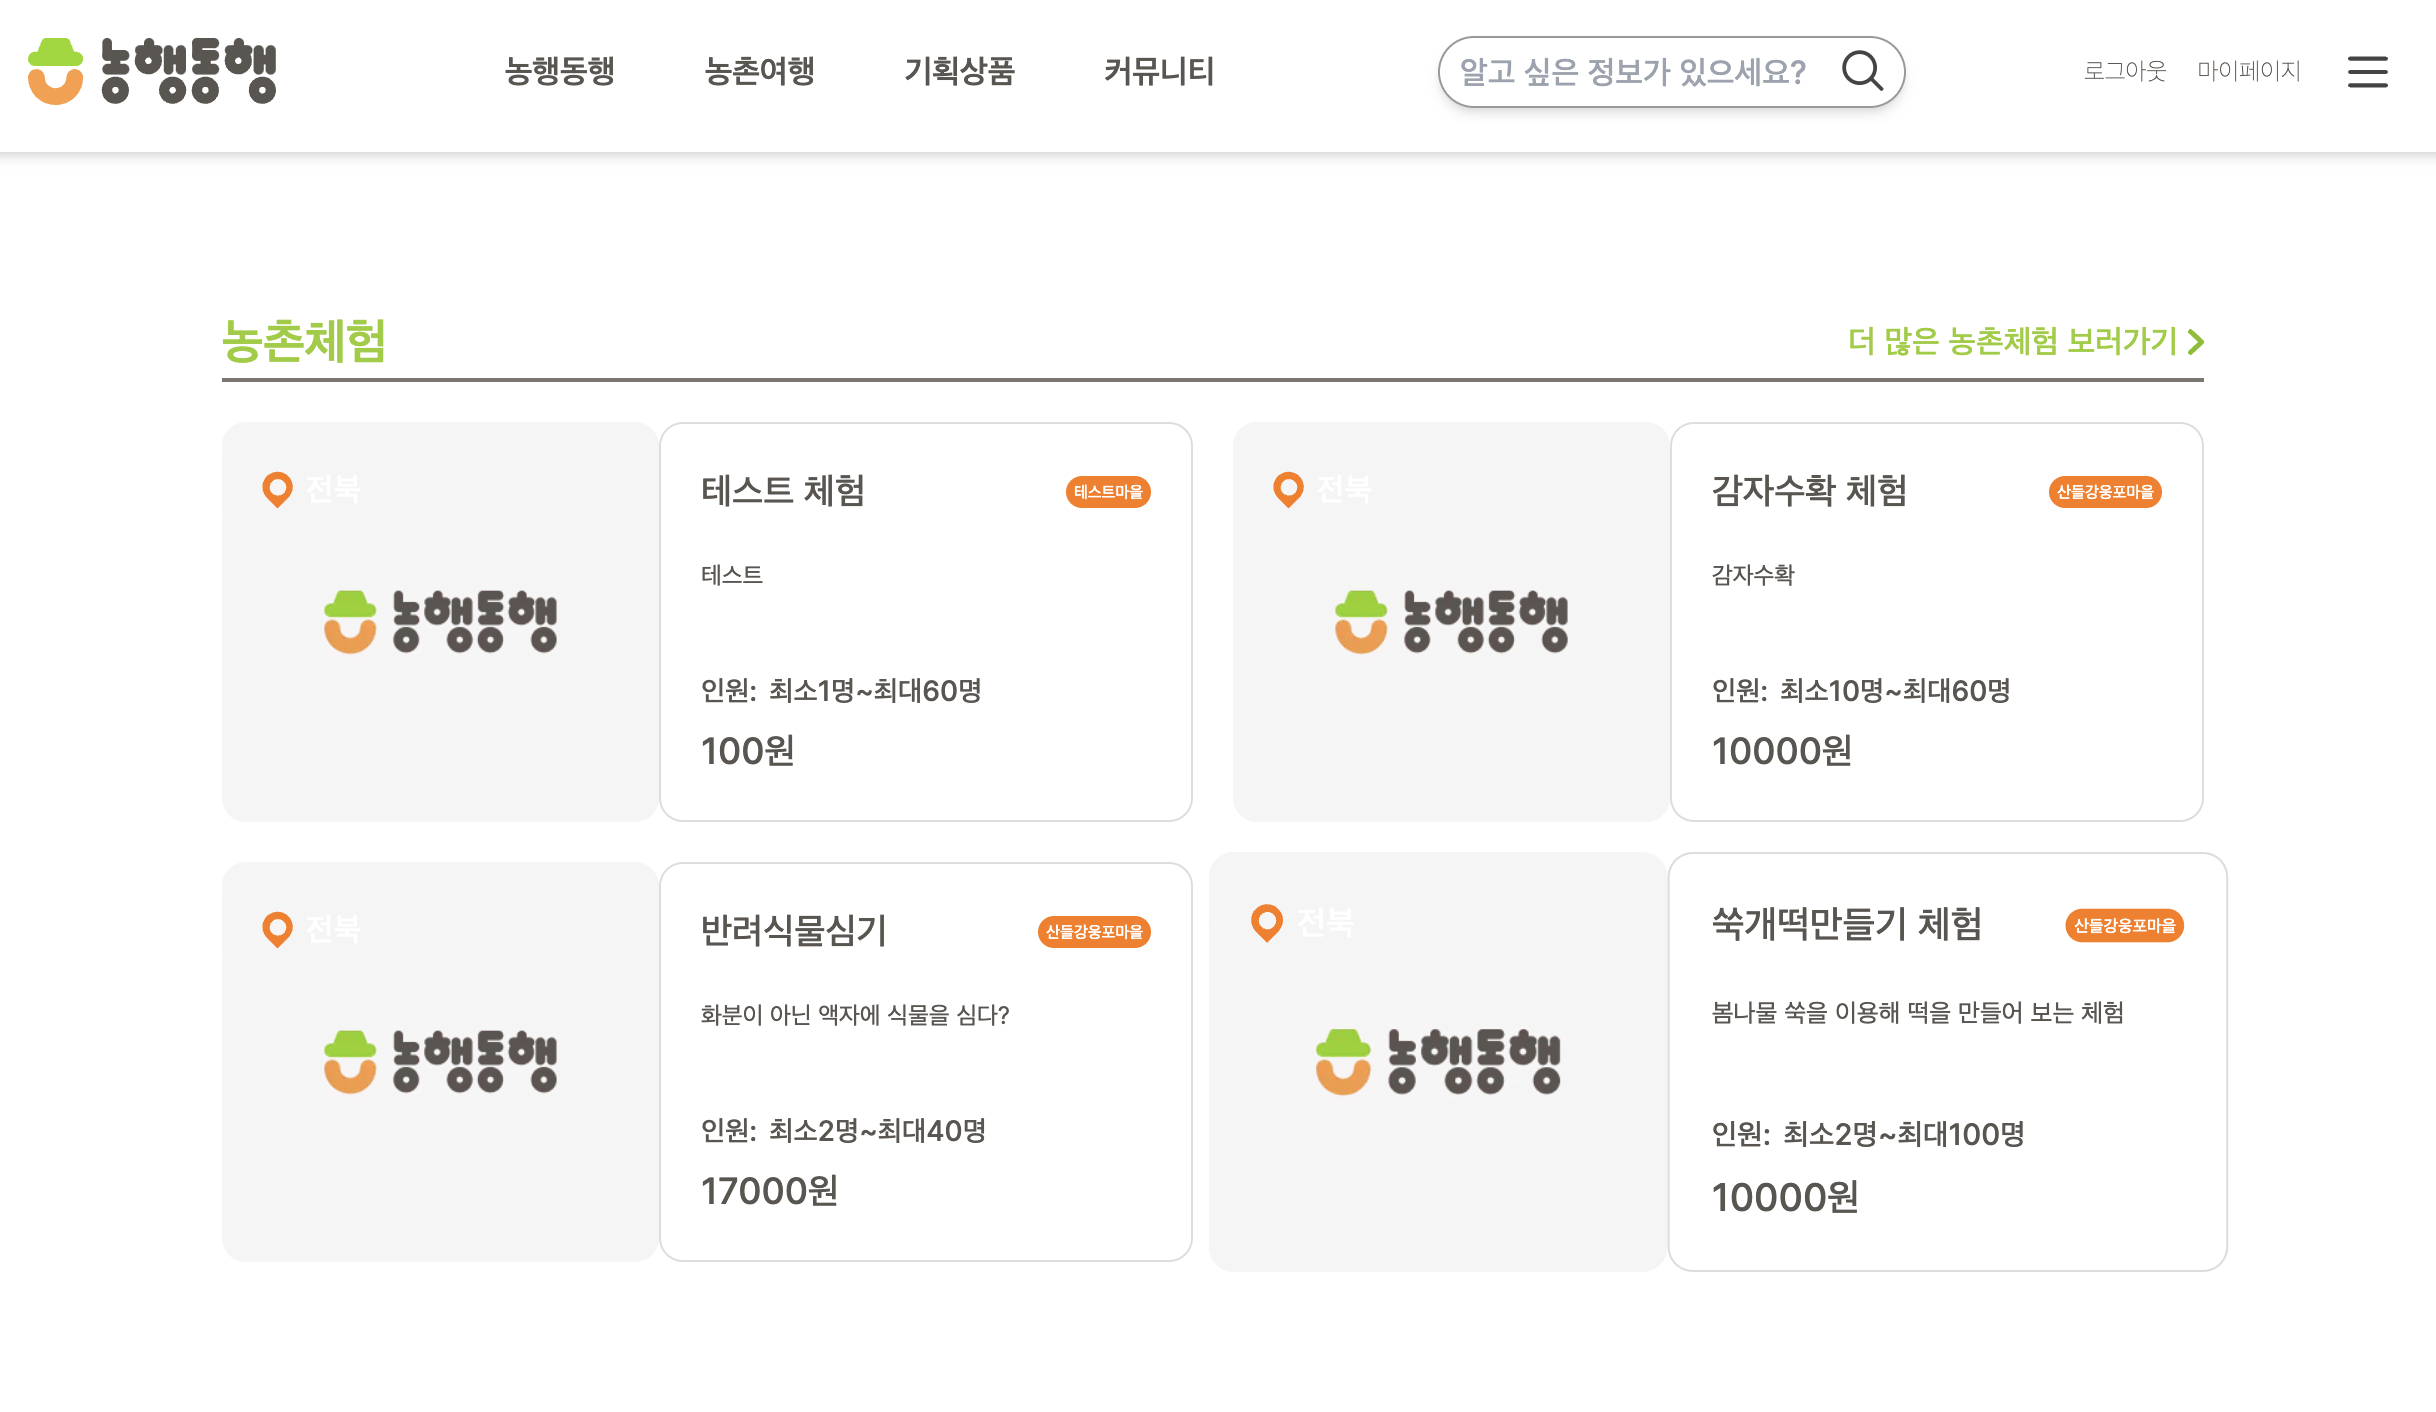 농행동행
농행동행 농촌여행 기획상품 커뮤니티
알고 싶은 정보가 있으세요?
로그아웃 마이페이지
농촌체험
더 많은 농촌체험 보러가기
전북
농행동행
테스트 체험
테스트마을
테스트
인원: 최소1명~최대60명
100원
전북
농행동행
감자수확 체험
산들강웅포마을
감자수확
인원: 최소10명~최대60명
10000원
전북
농행동행
반려식물심기
산들강웅포마을
화분이 아닌 액자에 식물을 심다?
인원: 최소2명~최대40명
17000원
전북
농행동행
쑥개떡만들기 체험
산들강웅포마을
봄나물 쑥을 이용해 떡을 만들어 보는 체험
인원: 최소2명~최대100명
10000원